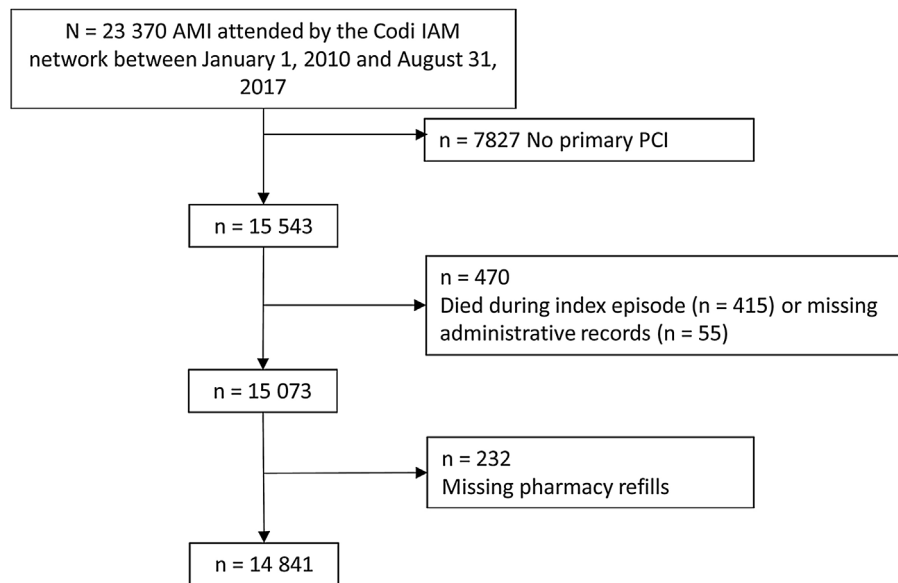 N = 23 370 AMI attended by the Codi IAM
network between January 1, 2010 and August 31,
2017
n = 7827 No primary PCI
n = 15 543
n = 470
Died during index episode (n = 415) or missing
administrative records (n = 55)
n = 15 073
n = 232
Missing pharmacy refills
n = 14 841